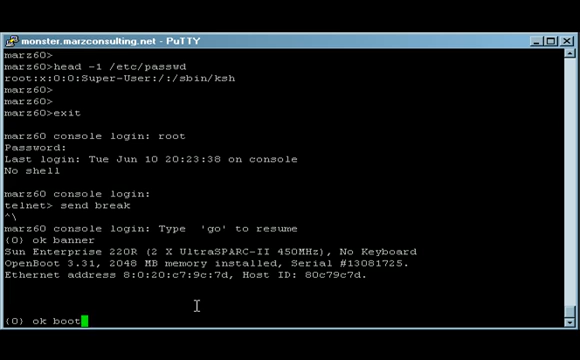 monster.marzconsulting.net - PuTTY
marz60>
marz60>head -1 /etc/passwd
root:x:0:0:Super-User:/:/sbin/ksh
marz60>
marz60>
marz60>exit
marz60 console login: root
Password:
Last login: Tue Jun 10 20:23:38 on console
No shell
marz60 console login:
telnet> send break
^\
marz60 console login: Type  'go' to resume
(0) ok banner
Sun Enterprise 220R (2 X UltraSPARC-II 450MHz), No Keyboard
OpenBoot 3.31, 2048 MB memory installed, Serial #13081725.
Ethernet address 8:0:20:c7:9c:7d, Host ID: 80c79c7d.
(0) ok boot